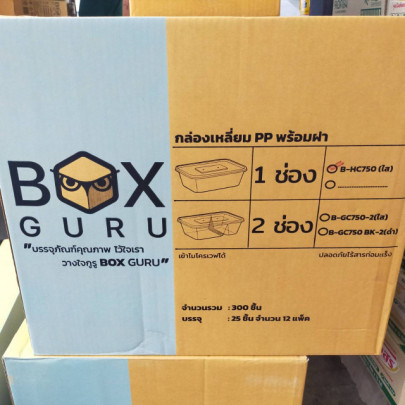 BOX
GURU
"บรรจุภัณฑ์คุณภาพ ไว้ใจเรา
วางใจกูรู BOX GURU"
กล่องเหลี่ยม PP พร้อมฝา
1 ช่อง
B-HC750 (ใส)
2 ช่อง
B-GC750-2(ใส)
B-GC750 BK-2(ดำ)
เข้าไมโครเวฟได้
ปลอดภัยไร้สารก่อมะเร็ง
จำนวนรวม : 300 ชิ้น
บรรจุ : 25 ชิ้น จำนวน 12 แพ็ค